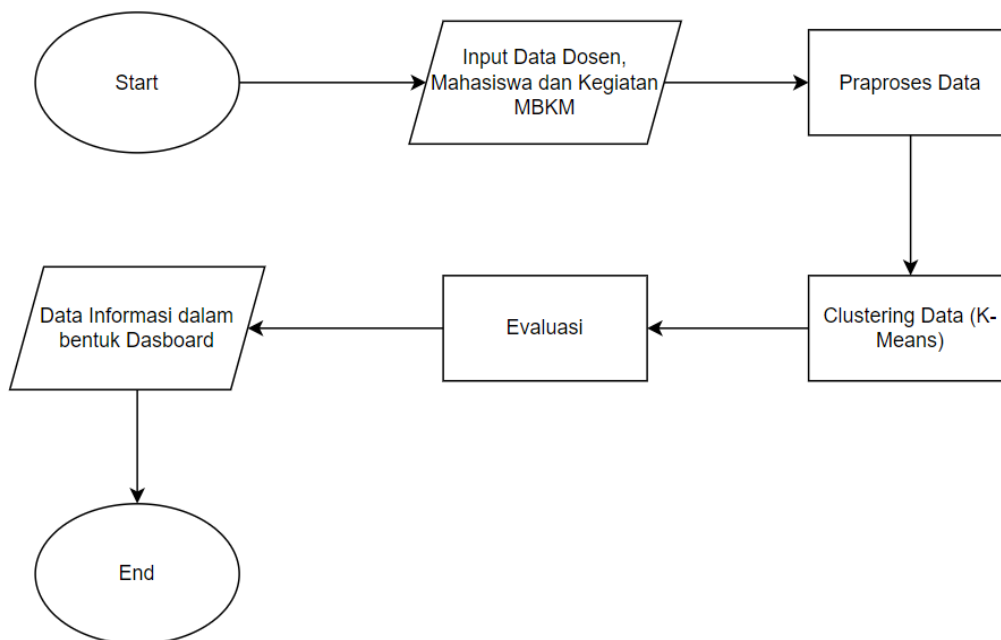 Start
Input Data Dosen,
Mahasiswa dan Kegiatan
MBKM
Praproses Data
Clustering Data (K-
Means)
Evaluasi
Data Informasi dalam
bentuk Dasboard
End